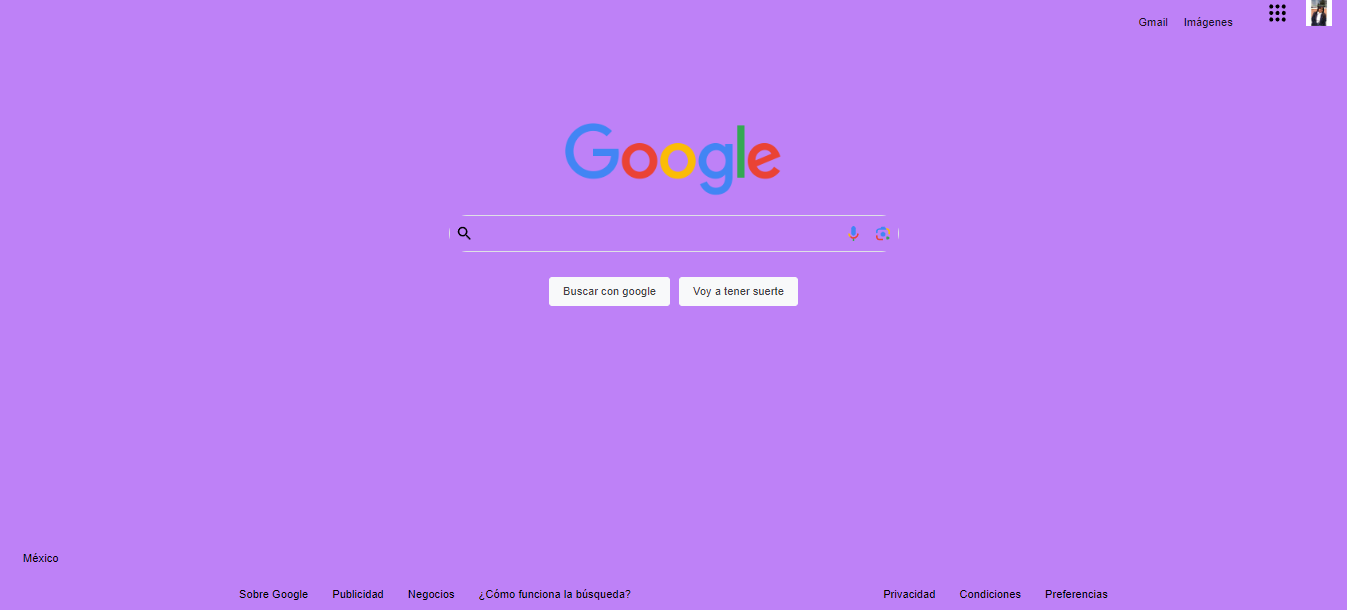 Gmail Imágenes
Google
Buscar con google Voy a tener suerte
México
Sobre Google Publicidad Negocios ¿Cómo funciona la búsqueda? Privacidad Condiciones Preferencias